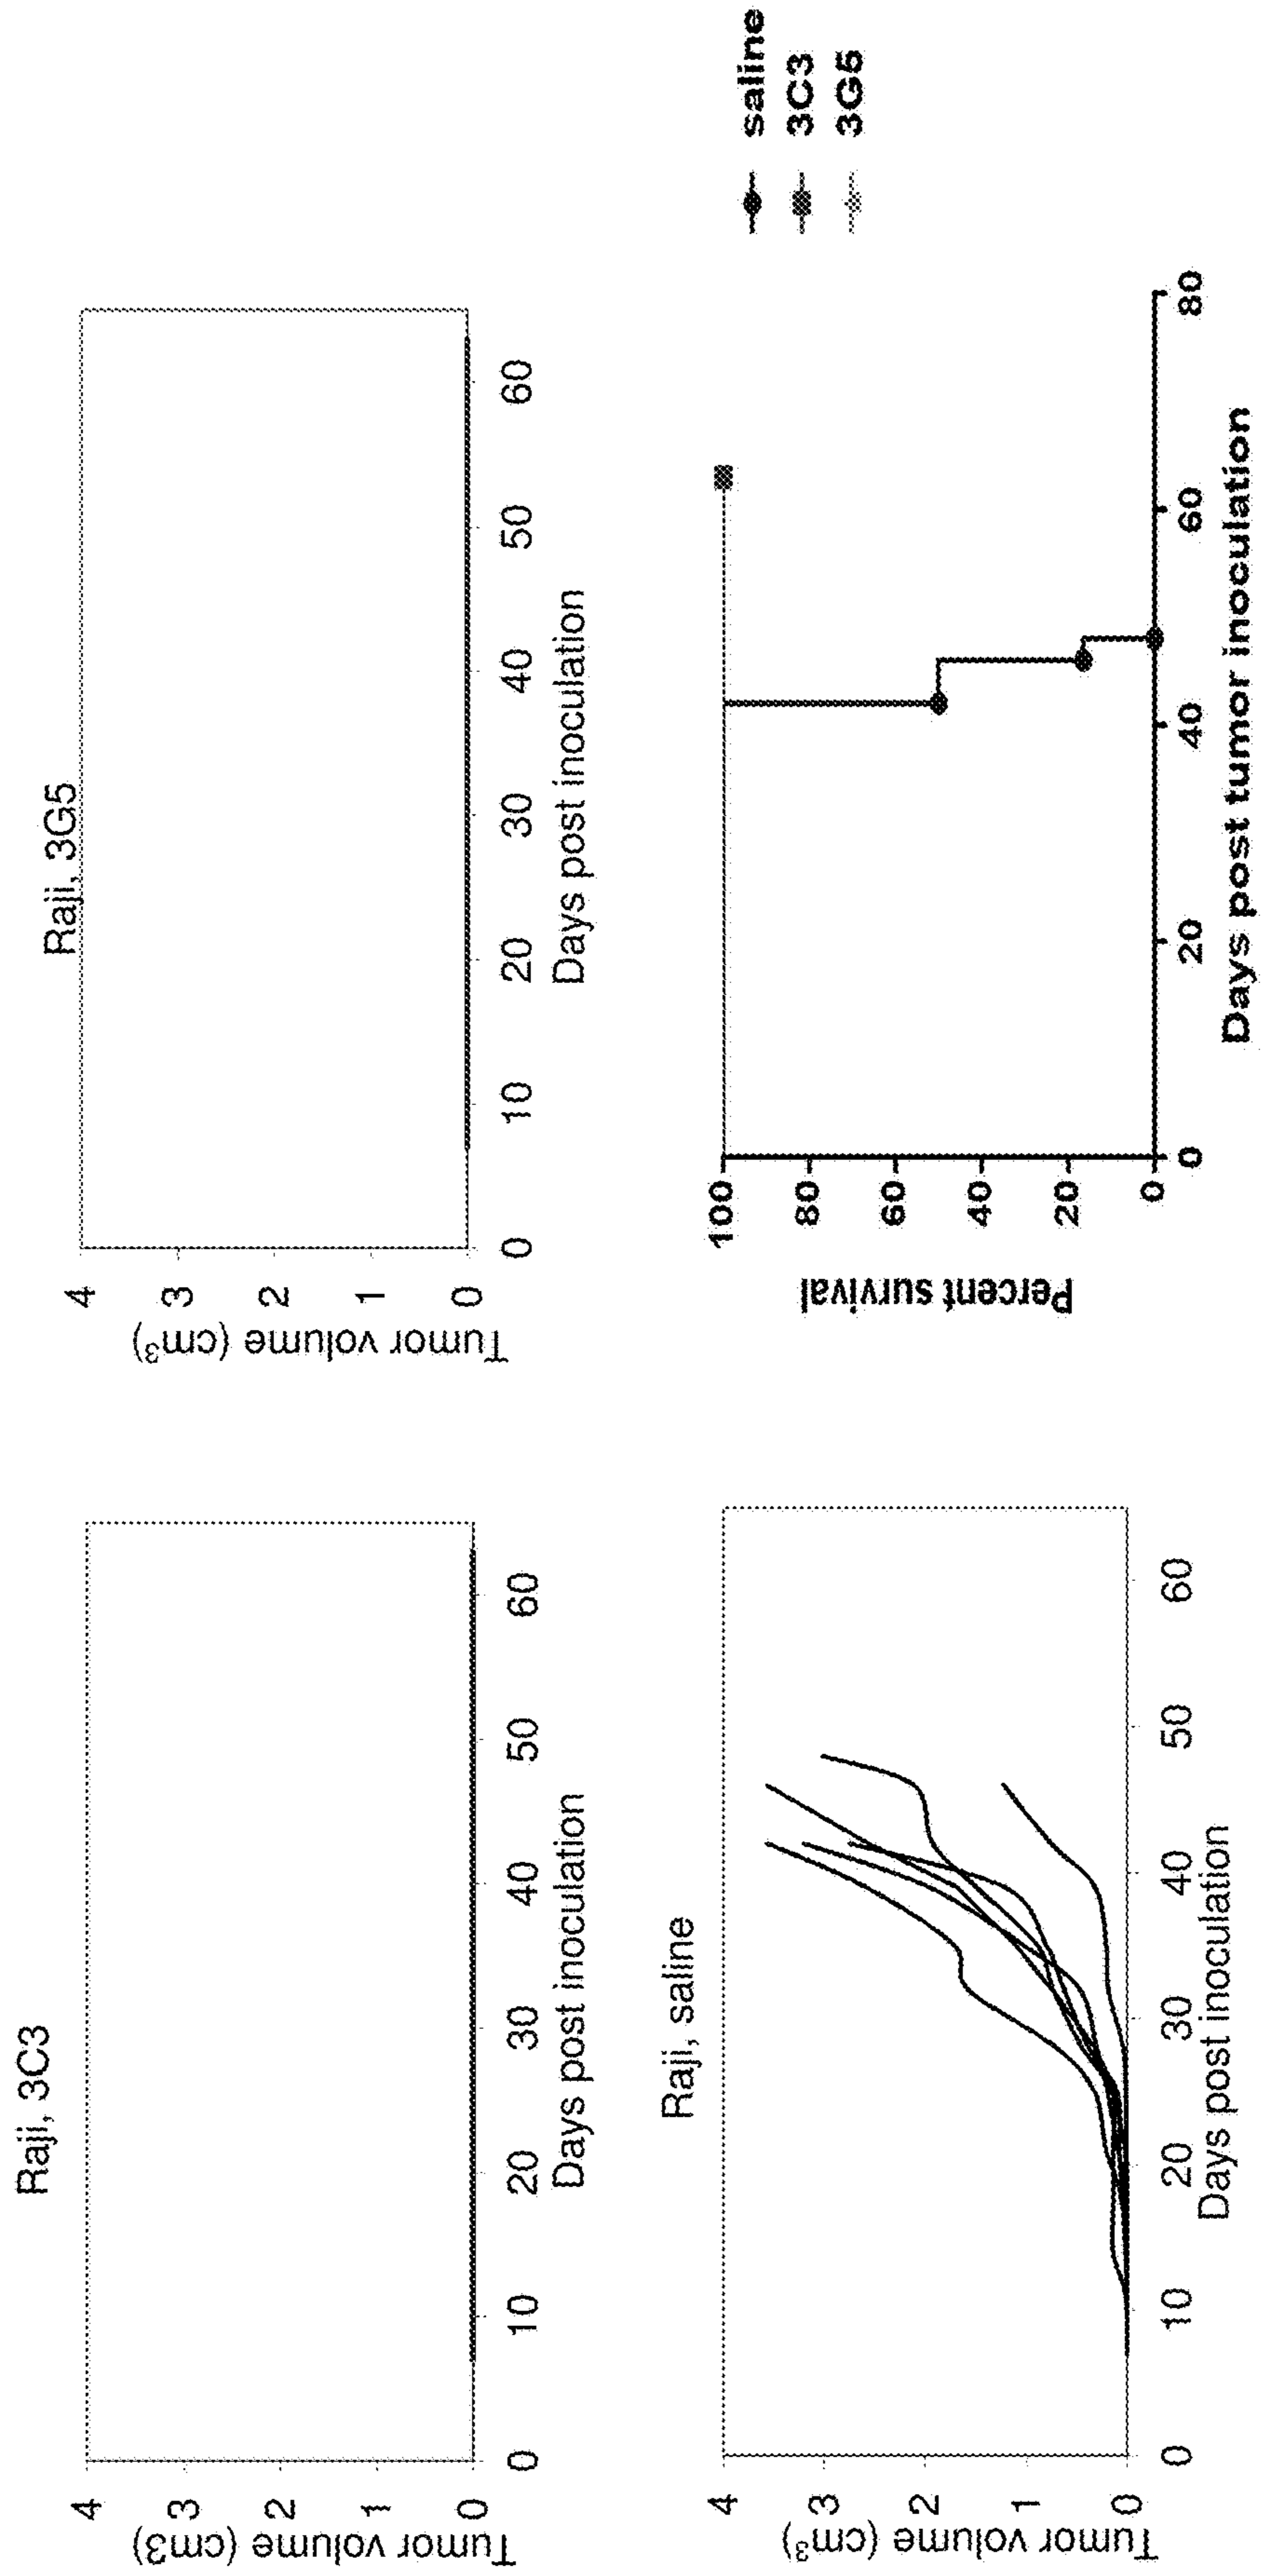 Raji, 3C3
4
3
2
1
0
Tumor volume (cm3)
0 10 20 30 40 50 60
Days post inoculation
Raji, 3G5
4
3
2
1
0
Tumor volume (cm³)
0 10 20 30 40 50 60
Days post inoculation
Raji, saline
4
3
2
1
0
Tumor volume (cm³)
0 10 20 30 40 50 60
Days post inoculation
100
80
60
40
20
0
Percent survival
0 20 40 60 80
Days post tumor inoculation
saline
3C3
3G5